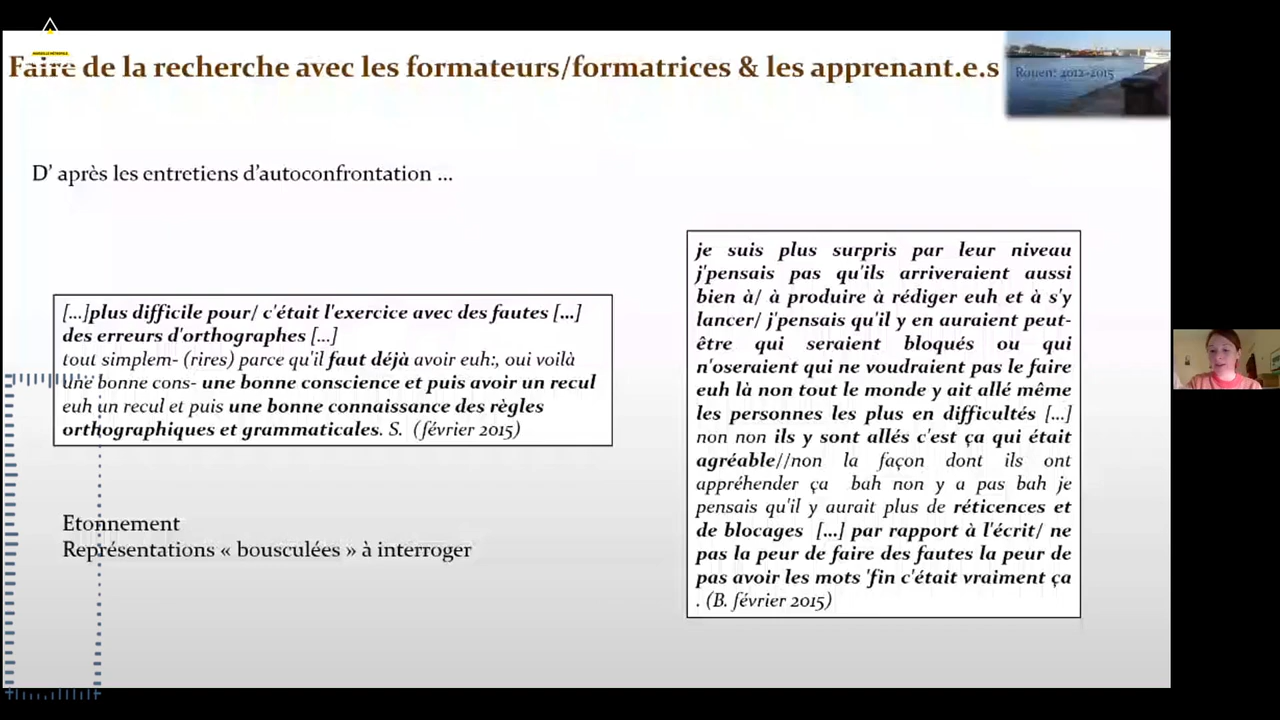 MARSEILLE MÉTROPOLE
Faire de la recherche avec les formateurs/formatrices & les apprenant.e.s
Rouen: 2012-2015
D' après les entretiens d'autoconfrontation ...
[...]plus difficile pour/ c'était l'exercice avec des fautes [...]
des erreurs d'orthographes [...]
tout simplem- (rires) parce qu'il faut déjà avoir euh:, oui voilà
une bonne cons- une bonne conscience et puis avoir un recul
euh un recul et puis une bonne connaissance des règles
orthographiques et grammaticales. S. (février 2015)
Etonnement
Représentations « bousculées » à interroger
je suis plus surpris par leur niveau
j'pensais pas qu'ils arriveraient aussi
bien à/ à produire à rédiger euh et à s'y
lancer/ j'pensais qu'il y en auraient peut-
être qui seraient bloqués ou qui
n'oseraient qui ne voudraient pas le faire
euh là non tout le monde y ait allé même
les personnes les plus en difficultés [...]
non non ils y sont allés c'est ça qui était
agréable//non la façon dont ils ont
appréhender ça bah non y a pas bah je
pensais qu'il y aurait plus de réticences et
de blocages [...] par rapport à l'écrit/ ne
pas la peur de faire des fautes la peur de
pas avoir les mots 'fin c'était vraiment ça
. (B. février 2015)